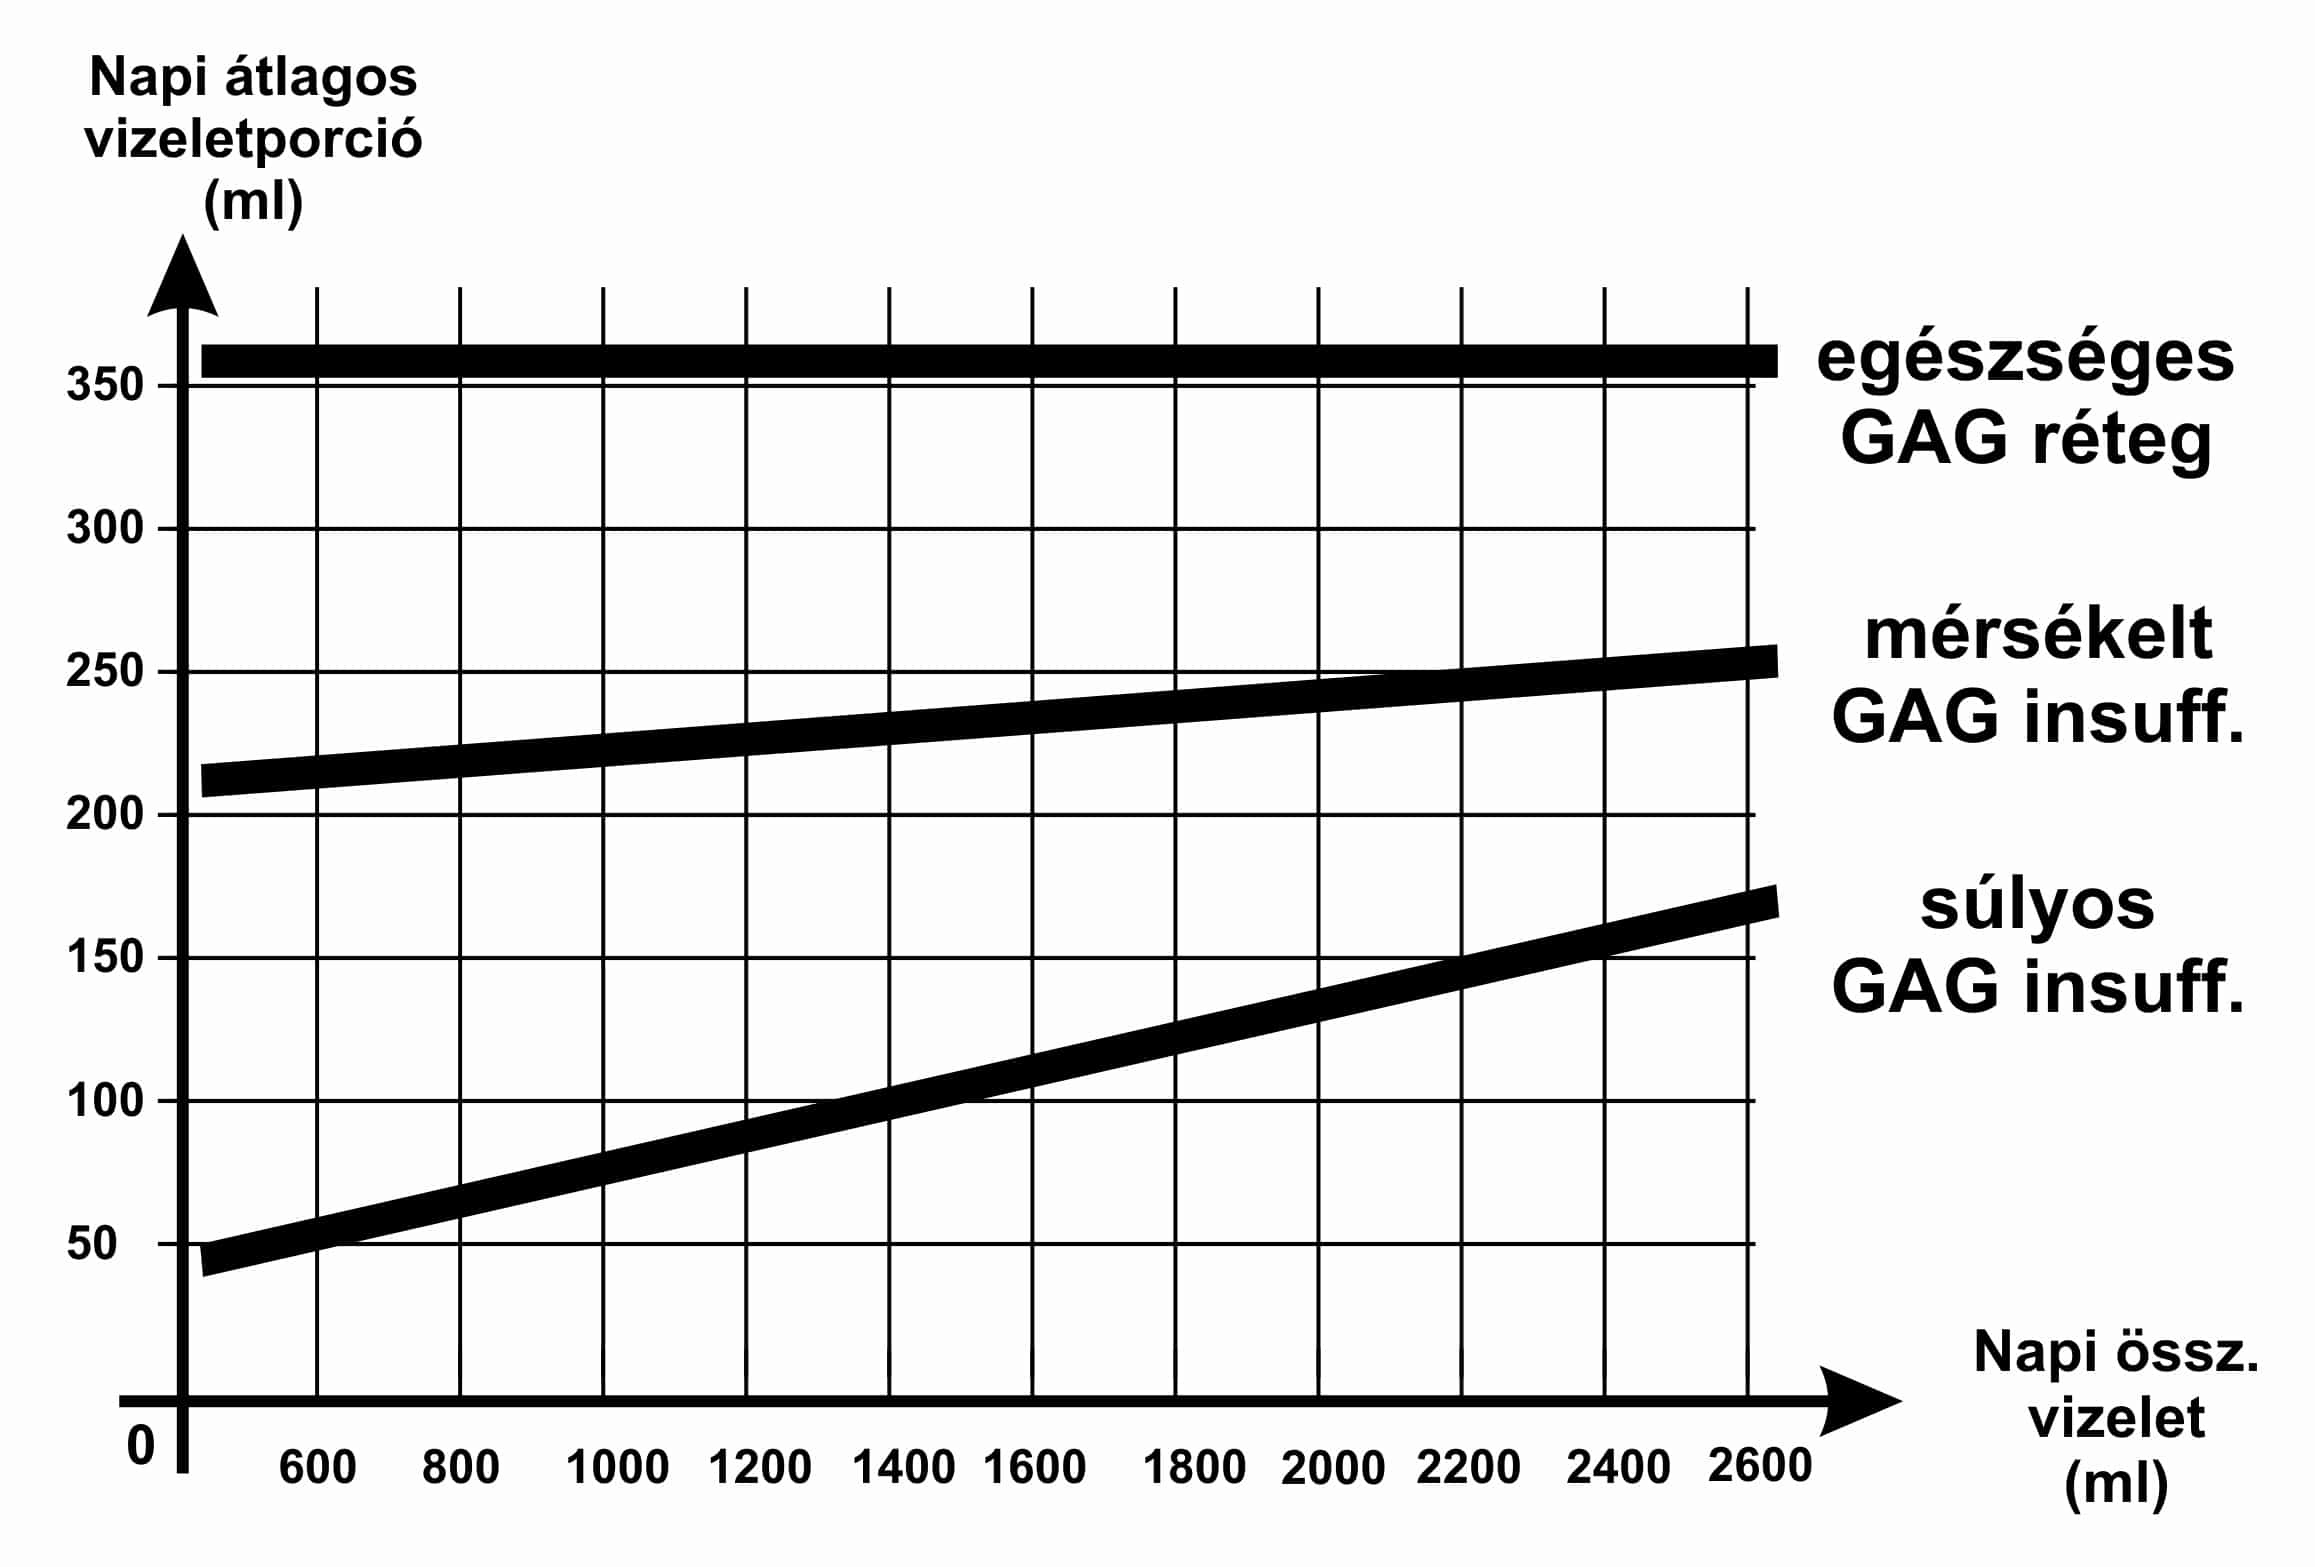 Napi átlagos
vizeletporció
(ml)
350
300
250
200
150
100
50
0
600 800 1000 1200 1400 1600 1800 2000 2200 2400 2600
egészséges
GAG réteg
mérsékelt
GAG insuff.
súlyos
GAG insuff.
Napi össz.
vizelet
(ml)